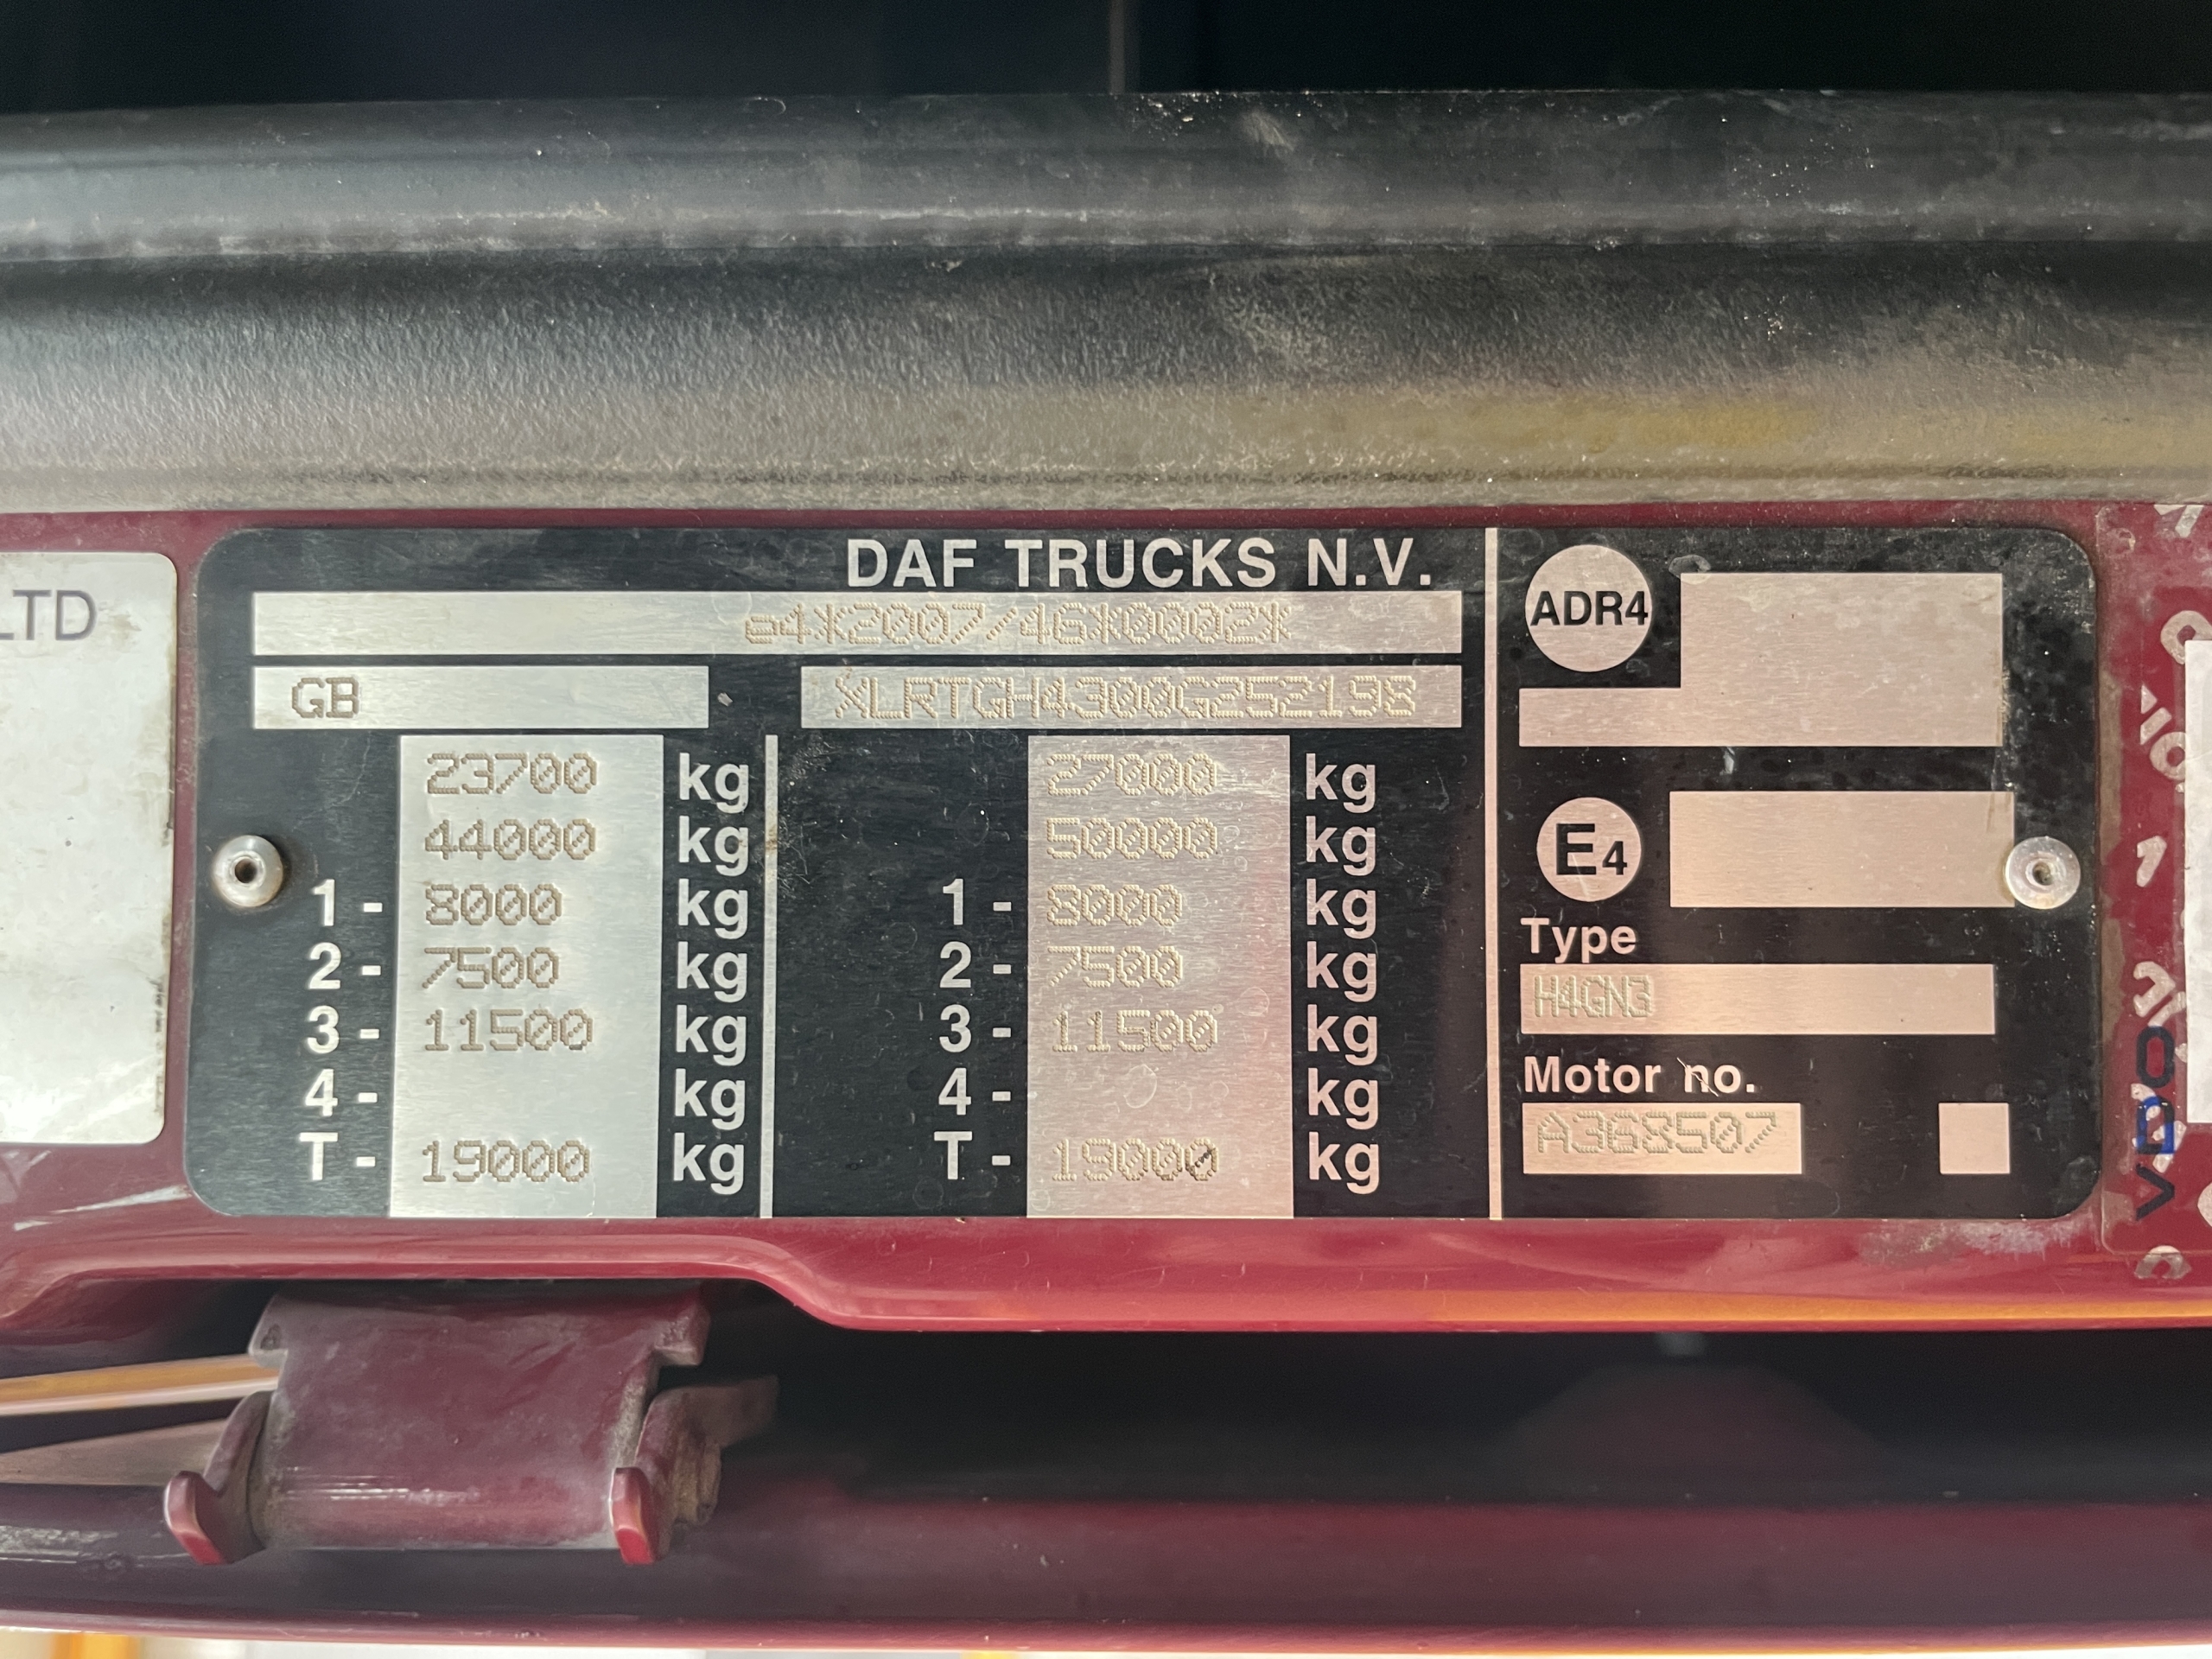 LTD
DAF TRUCKS N.V.
e4*2007/46*0002*
GB
XLRTGH4300G252198
23700 kg 27000 kg
44000 kg 50000 kg
1 - 8000 kg 1 - 8000 kg
2 - 7500 kg 2 - 7500 kg
3 - 11500 kg 3 - 11500 kg
4 - kg 4 - kg
T - 19000 kg T - 19000 kg
ADR4
E4
Type
H4GN3
Motor no.
A368507
VDO